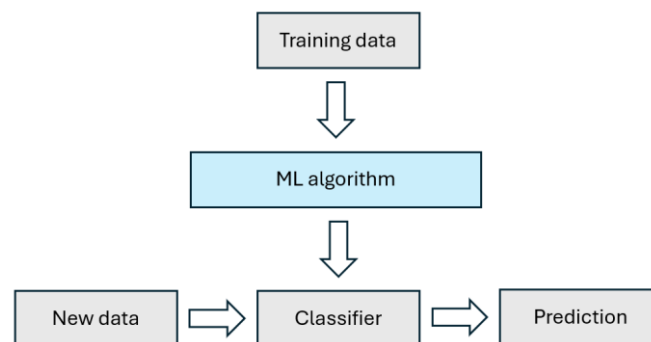 Training data
ML algorithm
New data
Classifier
Prediction